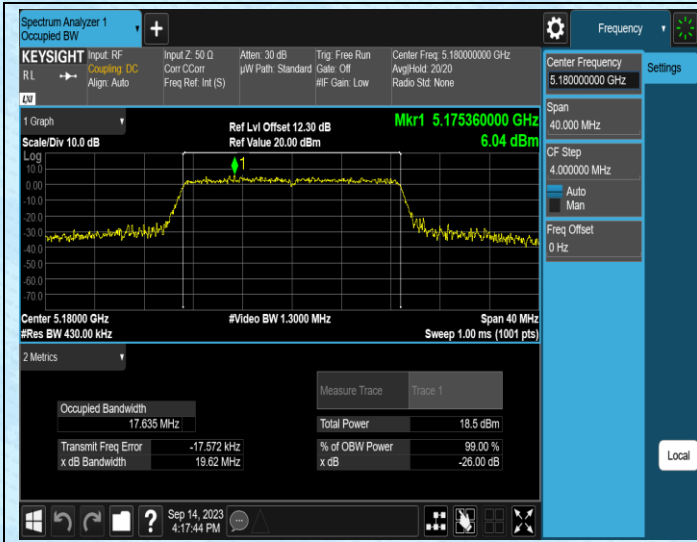 Spectrum Analyzer 1
Occupied BW
+
Frequency
KEYSIGHT
RL
LXI
Input: RF
Coupling: DC
Align: Auto
Input Z: 50 Ω
Corr CCorr
Freq Ref: Int (S)
Atten: 30 dB
µW Path: Standard
Trig: Free Run
Gate: Off
#IF Gain: Low
Center Freq: 5.180000000 GHz
Avg|Hold: 20/20
Radio Std: None
Center Frequency
5.180000000 GHz
Settings
Span
40.000 MHz
CF Step
4.000000 MHz
Auto
Man
Freq Offset
0 Hz
Local
1 Graph
Scale/Div 10.0 dB
Ref Lvl Offset 12.30 dB
Ref Value 20.00 dBm
Mkr1 5.175360000 GHz
6.04 dBm
Log
10.0
0.00
-10.0
-20.0
-30.0
-40.0
-50.0
-60.0
-70.0
1
Center 5.18000 GHz
#Res BW 430.00 kHz
#Video BW 1.3000 MHz
Span 40 MHz
Sweep 1.00 ms (1001 pts)
2 Metrics
Measure Trace
Trace 1
Occupied Bandwidth
17.635 MHz
Total Power
18.5 dBm
Transmit Freq Error
-17.572 kHz
% of OBW Power
99.00 %
x dB Bandwidth
19.62 MHz
x dB
-26.00 dB
?
Sep 14, 2023
4:17:44 PM